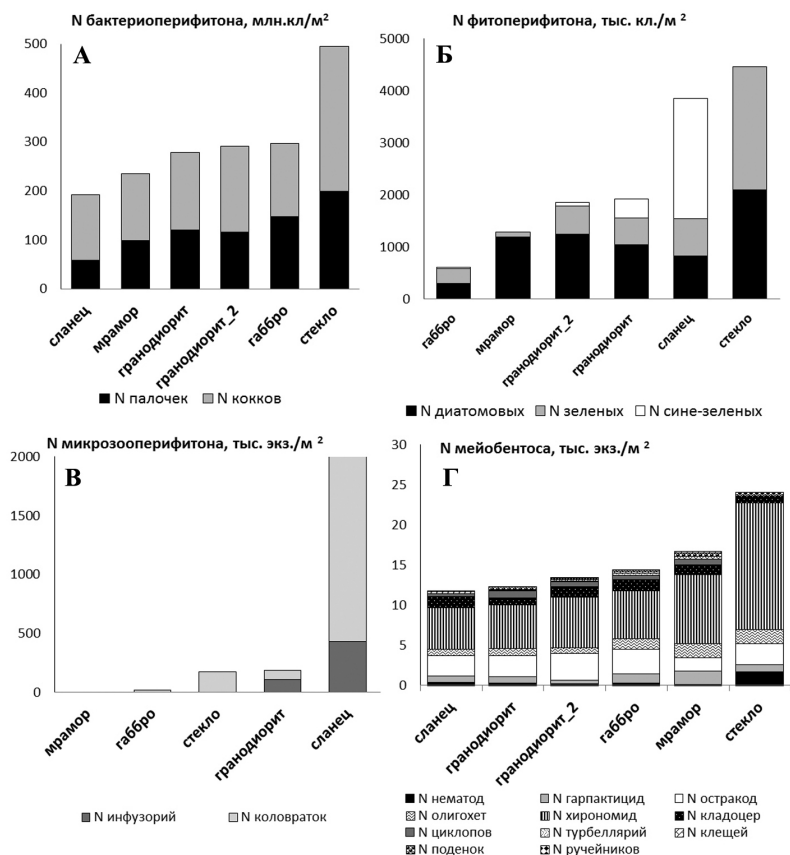 N бактериоперифитона, млн.кл/м²
А
500
400
300
200
100
0
сланец
мрамор
гранодиорит
гранодиорит_2
габбро
стекло
N палочек N кокков
N фитоперифитона, тыс. кл./м ²
Б
5000
4000
3000
2000
1000
0
габбро
мрамор
гранодиорит_2
гранодиорит
сланец
стекло
N диатомовых N зеленых N сине-зеленых
N микрозооперифитона, тыс. экз./м ²
В
2000
1500
1000
500
0
мрамор
габбро
стекло
гранодиорит
сланец
N инфузорий N коловраток
N мейобентоса, тыс. экз./м ²
Г
30
25
20
15
10
5
0
сланец
гранодиорит
гранодиорит_2
габбро
мрамор
стекло
N нематод N гарпактицид N остракод
N олигохет N хирономид N кладоцер
N циклопов N турбеллярий N клещей
N поденок N ручейников